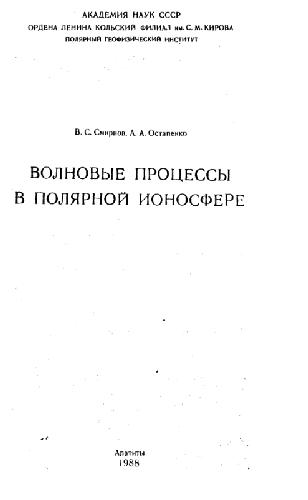 АКАДЕМИЯ НАУК СССР
ОРДЕНА ЛЕНИНА КОЛЬСКИЙ ФИЛИАЛ им. С. М. КИРОВА
ПОЛЯРНЫЙ ГЕОФИЗИЧЕСКИЙ ИНСТИТУТ
В. С. Смирнов, А. А. Остапенко
ВОЛНОВЫЕ ПРОЦЕССЫ
В ПОЛЯРНОЙ ИОНОСФЕРЕ
Апатиты
1988